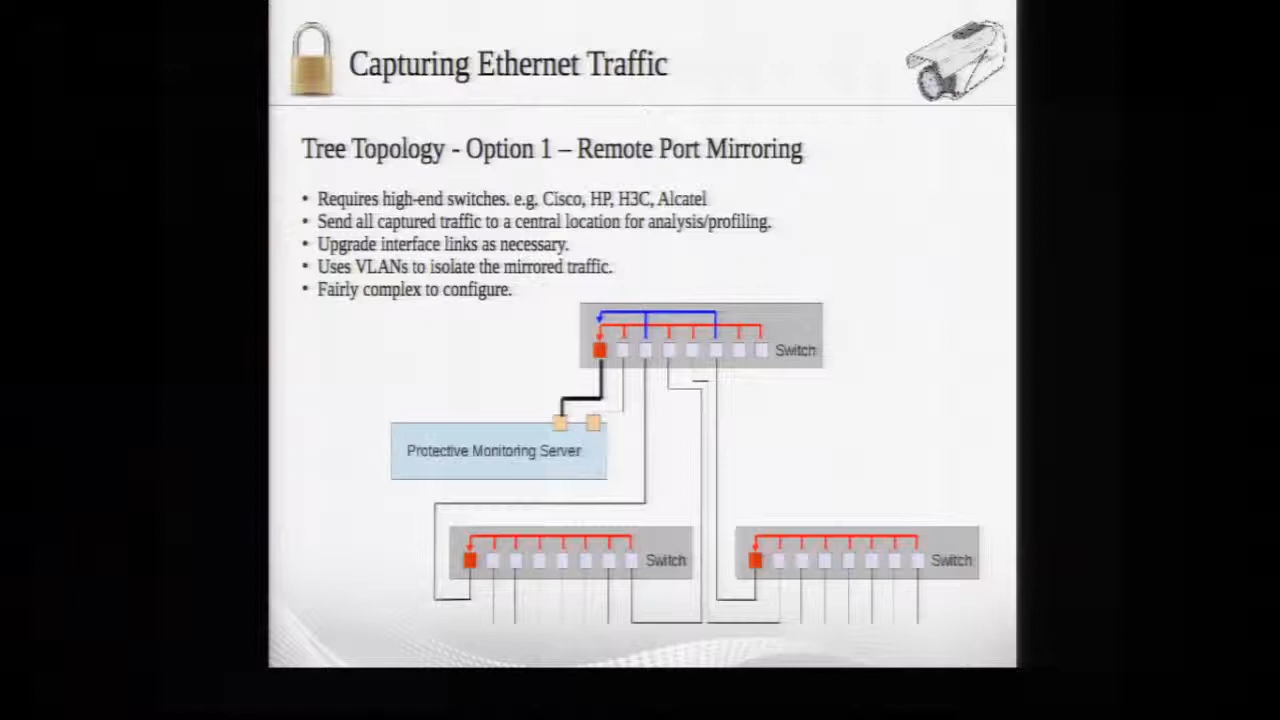 Capturing Ethernet Traffic
Tree Topology - Option 1 – Remote Port Mirroring
• Requires high-end switches. e.g. Cisco, HP, H3C, Alcatel
• Send all captured traffic to a central location for analysis/profiling.
• Upgrade interface links as necessary.
• Uses VLANs to isolate the mirrored traffic.
• Fairly complex to configure.
Switch
Protective Monitoring Server
Switch
Switch